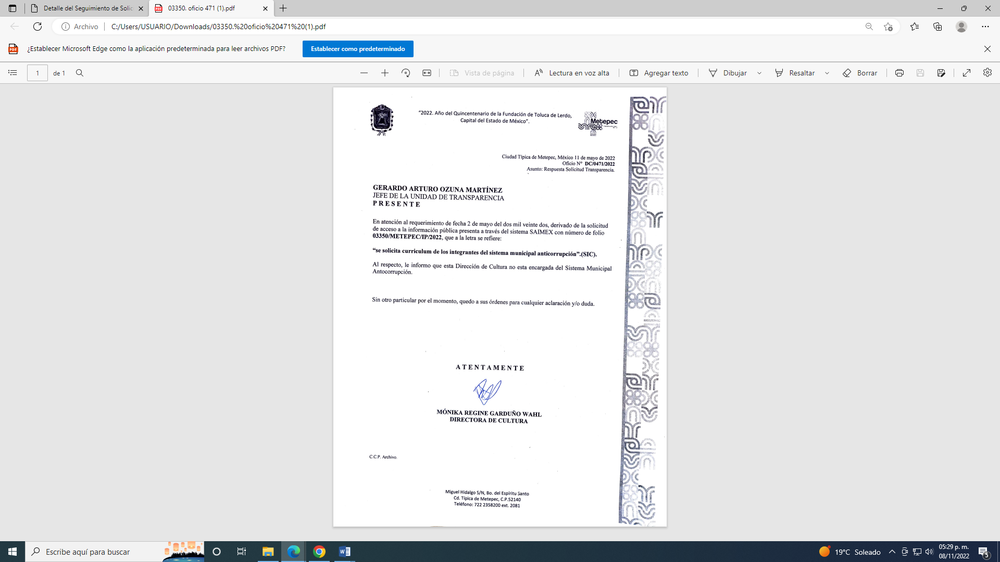 Detalle del Seguimiento de Solic
03350. oficio 471 (1).pdf
Archivo
C:/Users/USUARIO/Downloads/03350.%20oficio%20471%20(1).pdf
¿Establecer Microsoft Edge como la aplicación predeterminada para leer archivos PDF?
Establecer como predeterminado
1 de 1
Vista de página
Lectura en voz alta
Agregar texto
Dibujar
Resaltar
Borrar
“2022. Año del Quincentenario de la Fundación de Toluca de Lerdo,
Capital del Estado de México”.
Metepec
Ciudad Típica de Metepec, México 11 de mayo de 2022
Oficio N° DC/0471/2022
Asunto: Respuesta Solicitud Transparencia.
GERARDO ARTURO OZUNA MARTÍNEZ
JEFE DE LA UNIDAD DE TRANSPARENCIA
P R E S E N T E
En atención al requerimiento de fecha 2 de mayo del dos mil veinte dos, derivado de la solicitud
de acceso a la información pública presenta a través del sistema SAIMEX con número de folio
03350/METEPEC/IP/2022, que a la letra se refiere:
“se solicita curriculum de los integrantes del sistema municipal anticorrupción”.(SIC).
Al respecto, le informo que esta Dirección de Cultura no esta encargada del Sistema Municipal
Antocorrupción.
Sin otro particular por el momento, quedo a sus órdenes para cualquier aclaración y/o duda.
A T E N T A M E N T E
MÓNIKA REGINE GARDUÑO WAHL
DIRECTORA DE CULTURA
C.C.P. Archivo.
Miguel Hidalgo S/N, Bo. del Espíritu Santo
Cd. Típica de Metepec, C.P.52140
Teléfono: 722 2358200 ext. 2081
Escribe aquí para buscar
19°C Soleado
05:29 p. m.
08/11/2022
5